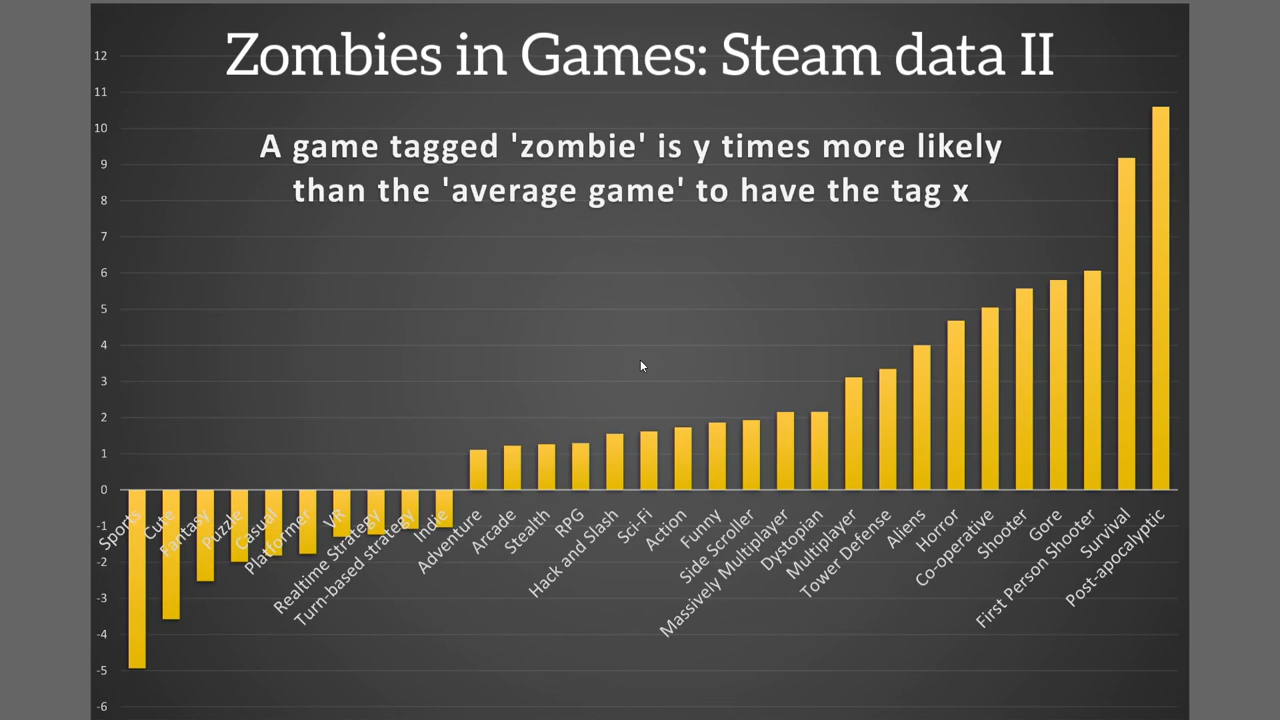 Zombies in Games: Steam data II
A game tagged 'zombie' is y times more likely
than the 'average game' to have the tag x
12
11
10
9
8
7
6
5
4
3
2
1
0
-1
-2
-3
-4
-5
-6
Sports
Cute
Fantasy
Puzzle
Casual
Platformer
VR
Realtime Strategy
Turn-based strategy
Indie
Adventure
Arcade
Stealth
RPG
Hack and Slash
Sci-Fi
Action
Funny
Side Scroller
Massively Multiplayer
Dystopian
Multiplayer
Tower Defense
Aliens
Horror
Co-operative
Shooter
Gore
First Person Shooter
Survival
Post-apocalyptic